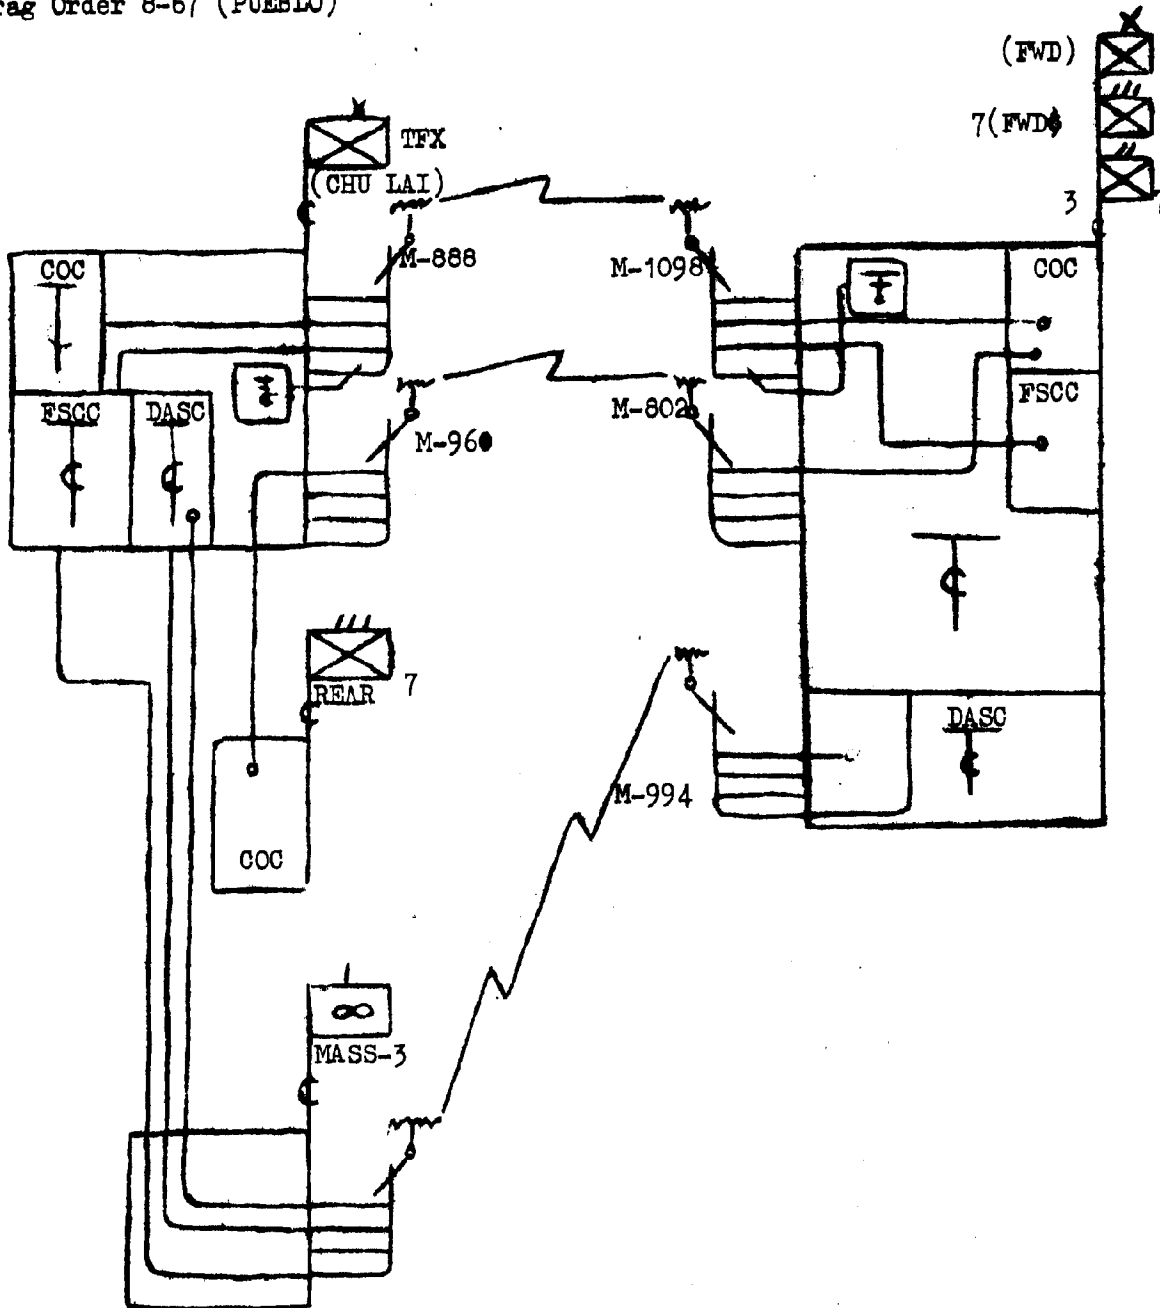 rag Order 8-67 (PUEBLO)
(FWD)
7(FWD)
3
TFX
(CHU LAI)
M-888
M-1098
COC
COC
FSCC
DASC
M-960
M-802
FSCC
REAR 7
COC
DASC
M-994
MASS-3